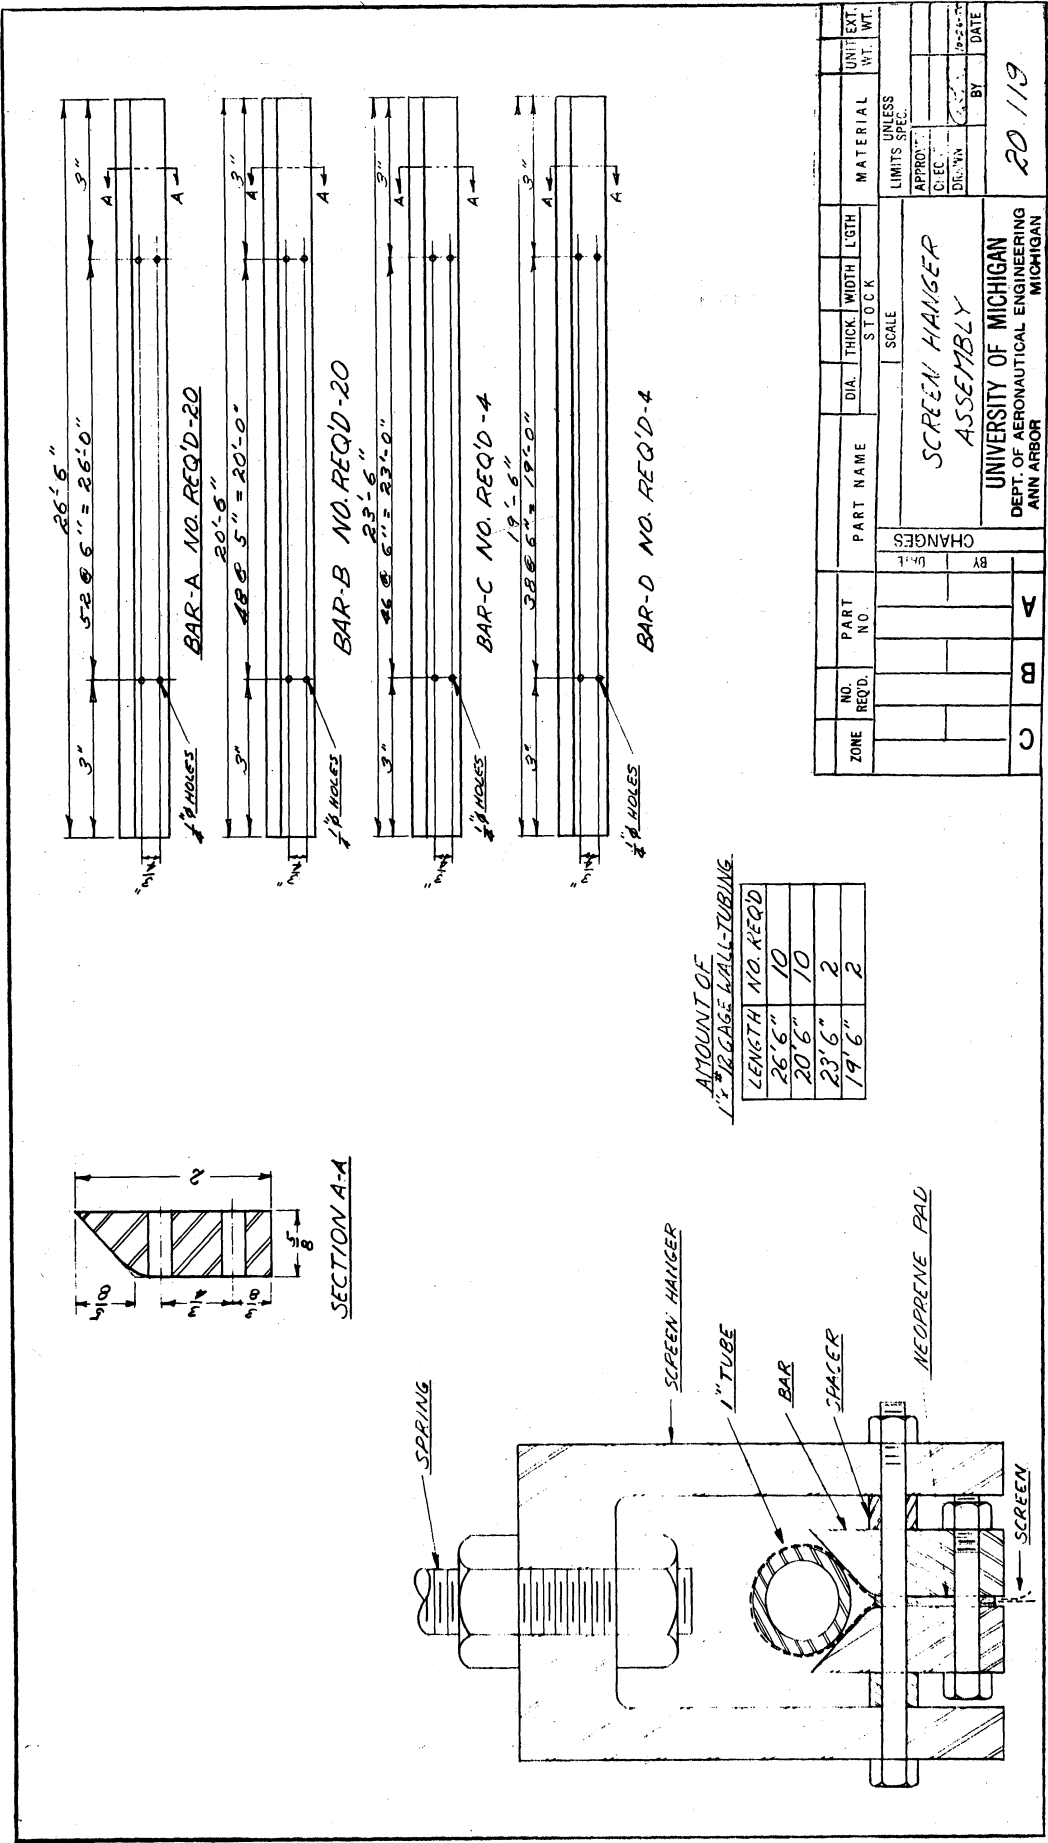 26'-6"
3" 52 @ 6" = 26'-0" 3"
A A
3/4"
1/4" Ø HOLES
BAR-A NO. REQ'D-20
20'-6"
3" 48 @ 5" = 20'-0" 3"
A A
3/4"
Ø HOLES
BAR-B NO. REQ'D-20
23'-6"
3" 46 @ 6" = 23'-0" 3"
A A
3/4"
1/4" Ø HOLES
BAR-C NO. REQ'D-4
19'-6"
3" 38 @ 6" = 19'-0" 3"
A A
3/4"
1/4" Ø HOLES
BAR-D NO. REQ'D-4
2
5/8
3/4
3/8
5/8
SECTION A-A
AMOUNT OF
1" x #12 GAGE WALL-TUBING
LENGTH NO. REQ'D
26'6" 10
20'6" 10
23'6" 2
19'6" 2
SPRING
SCREEN HANGER
1" TUBE
BAR
SPACER
NEOPRENE PAD
SCREEN
ZONE NO. REQ'D. PART NO. PART NAME DIA. THICK. WIDTH L'GTH MATERIAL UNIT WT. EXT. WT.
STOCK
CHANGES
BY
A
B
C
SCALE
LIMITS UNLESS SPEC.
SCREEN HANGER
ASSEMBLY
BY DATE
UNIVERSITY OF MICHIGAN
DEPT. OF AERONAUTICAL ENGINEERING
ANN ARBOR MICHIGAN
20 119